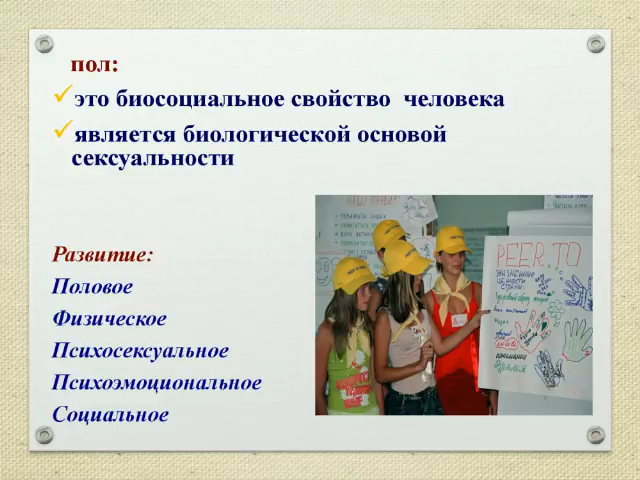 пол:
это биосоциальное свойство человека
является биологической основой
сексуальности
Развитие:
Половое
Физическое
Психосексуальное
Психоэмоциональное
Социальное
PEER TO